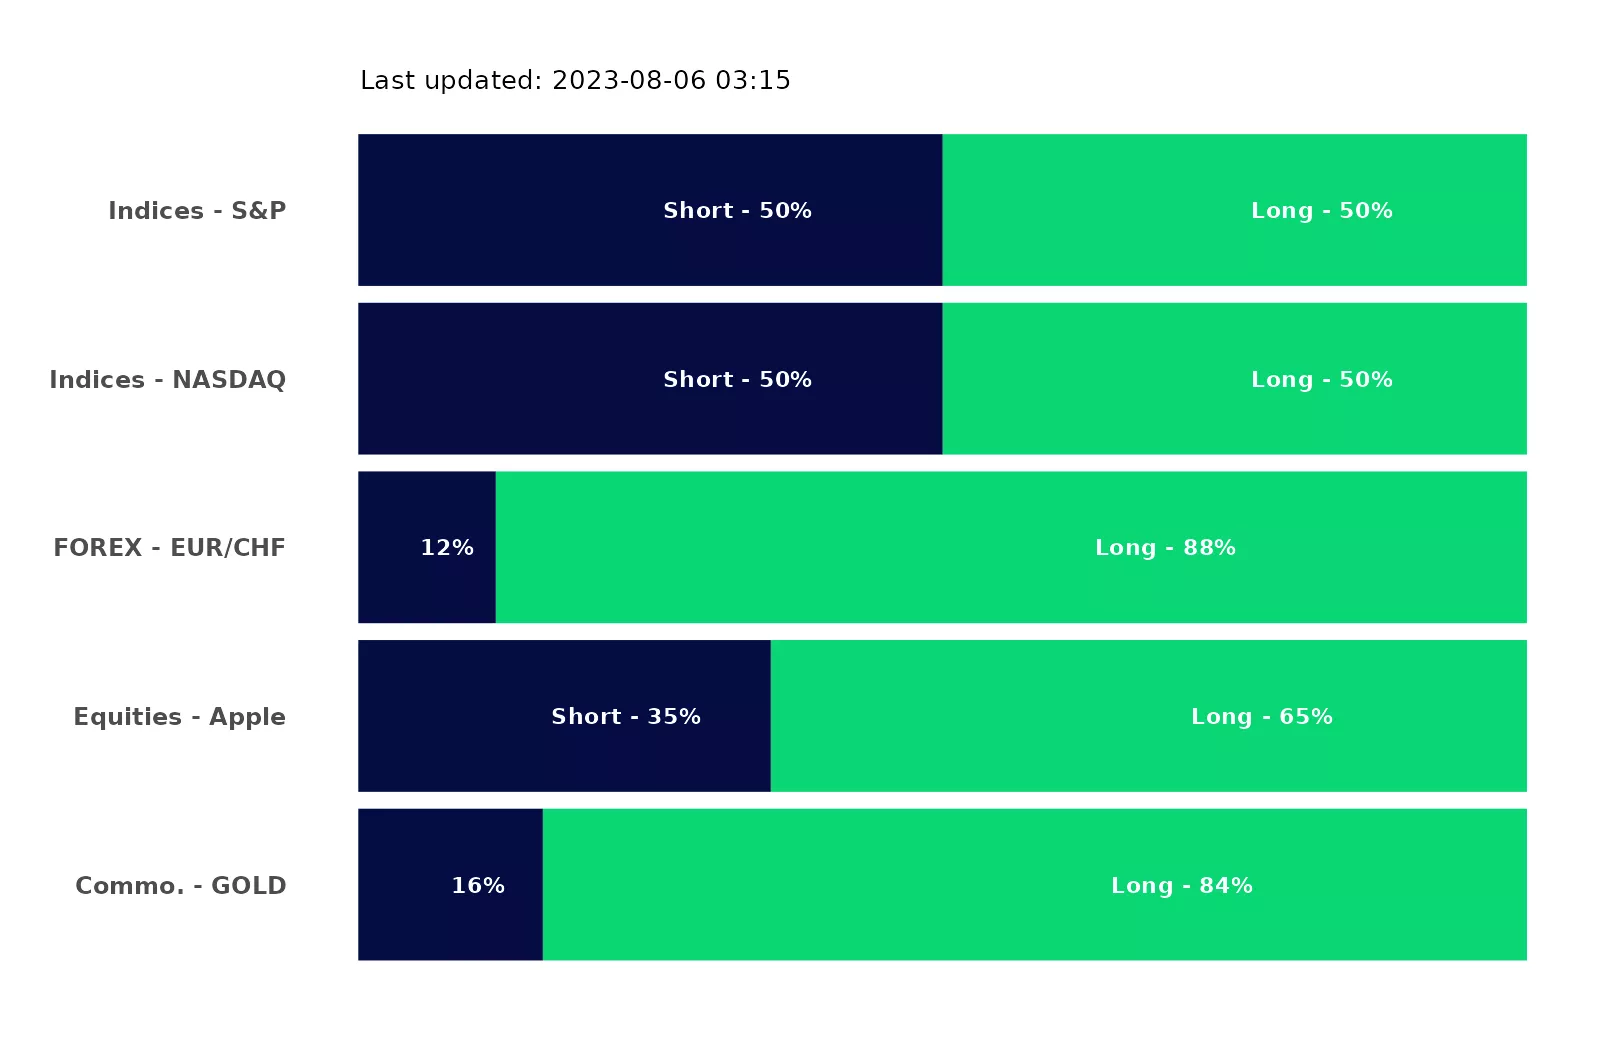 Last updated: 2023-08-06 03:15
Indices - S&P Short - 50% Long - 50%
Indices - NASDAQ Short - 50% Long - 50%
FOREX - EUR/CHF 12% Long - 88%
Equities - Apple Short - 35% Long - 65%
Commo. - GOLD 16% Long - 84%